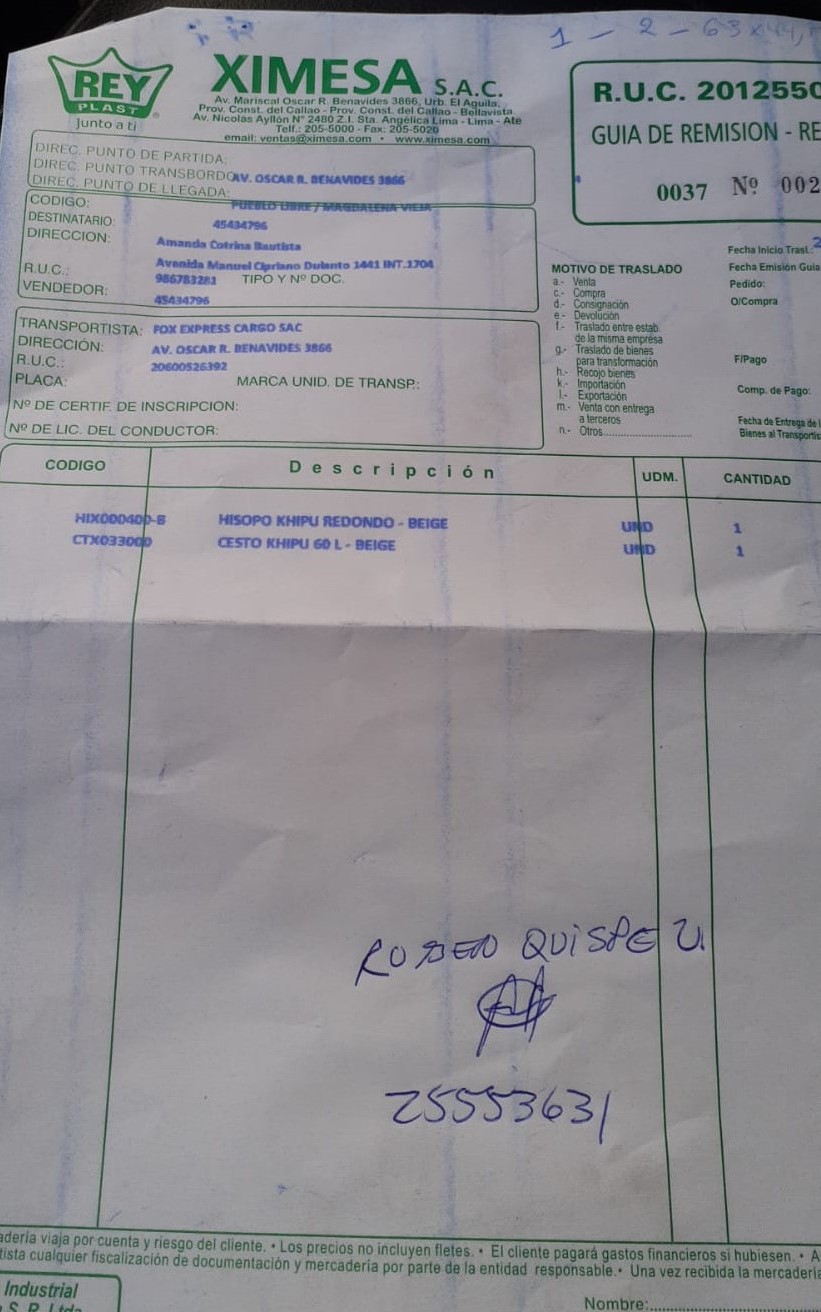 1 - 2 - 63 x 44,
REY
PLAST
Junto a ti
XIMESA S.A.C.
Av. Mariscal Oscar R. Benavides 3866, Urb. El Aguila,
Prov. Const. del Callao - Prov. Const. del Callao - Bellavista
Av. Nicolas Ayllón N° 2480 Z.I. Sta. Angélica Lima - Lima - Ate
Telf.: 205-5000 - Fax: 205-5020
email: ventas@ximesa.com • www.ximesa.com
R.U.C. 2012550
GUIA DE REMISION - RE
0037 Nº 002
DIREC. PUNTO DE PARTIDA:
DIREC. PUNTO TRANSBORDO AV. OSCAR R. BENAVIDES 3866
DIREC. PUNTO DE LLEGADA:
PUEBLO LIBRE / MAGDALENA VIEJA
CODIGO: 45434796
DESTINATARIO: Amanda Cotrina Bautista
DIRECCION: Avenida Manuel Cipriano Dulanto 1441 INT.1704
R.U.C.: 986783281 TIPO Y Nº DOC.
VENDEDOR: 45434796
TRANSPORTISTA: FOX EXPRESS CARGO SAC
DIRECCIÓN: AV. OSCAR R. BENAVIDES 3866
R.U.C.: 20600526392
PLACA: MARCA UNID. DE TRANSP.:
Nº DE CERTIF. DE INSCRIPCION:
Nº DE LIC. DEL CONDUCTOR:
MOTIVO DE TRASLADO
a.- Venta
c.- Compra
d.- Consignación
e.- Devolución
f.- Traslado entre estab.
de la misma empresa
g.- Traslado de bienes
para transformación
h.- Recojo bienes
k.- Importación
l.- Exportación
m.- Venta con entrega
a terceros
n.- Otros
Fecha Inicio Trasl.: 2
Fecha Emisión Guia
Pedido:
O/Compra
F/Pago
Comp. de Pago:
Fecha de Entrega de
Bienes al Transportis
CODIGO Descripción UDM. CANTIDAD
HIX000400-B HISOPO KHIPU REDONDO - BEIGE UND 1
CTX033000 CESTO KHIPU 60 L - BEIGE UND 1
QUISPE U
25553631
adería viaja por cuenta y riesgo del cliente. • Los precios no incluyen fletes. • El cliente pagará gastos financieros si hubiesen. • A
tista cualquier fiscalización de documentación y mercadería por parte de la entidad responsable. • Una vez recibida la mercadería
Industrial
S. R. Ltda
Nombre: